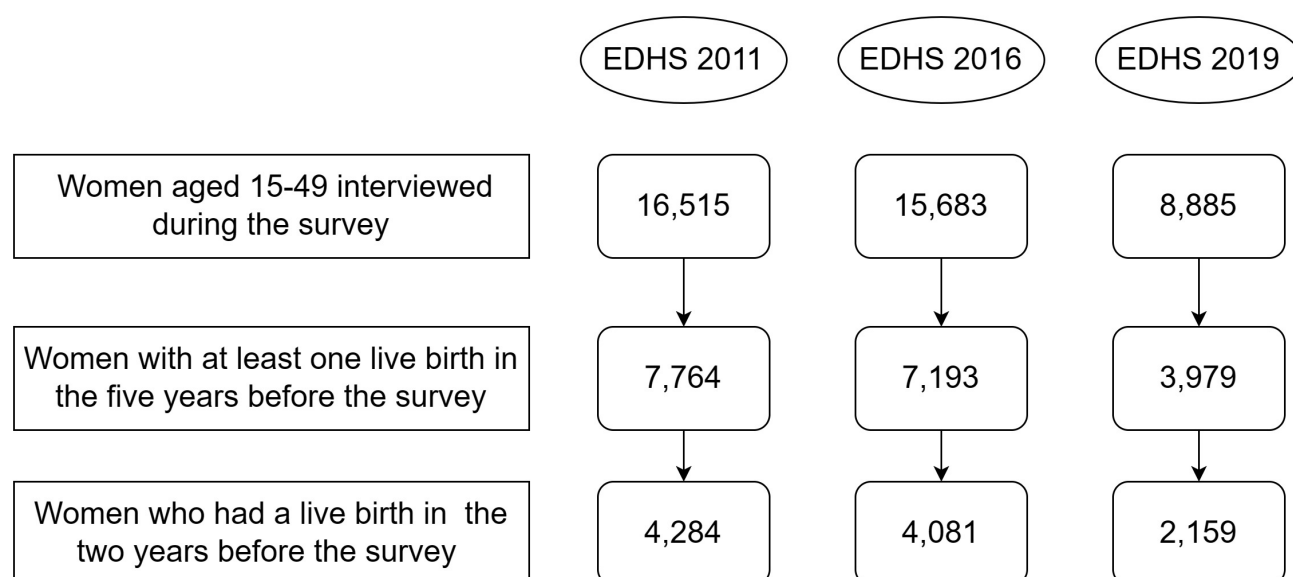 EDHS 2011 EDHS 2016 EDHS 2019
Women aged 15-49 interviewed
during the survey
16,515 15,683 8,885
Women with at least one live birth in
the five years before the survey
7,764 7,193 3,979
Women who had a live birth in  the
two years before the survey
4,284 4,081 2,159